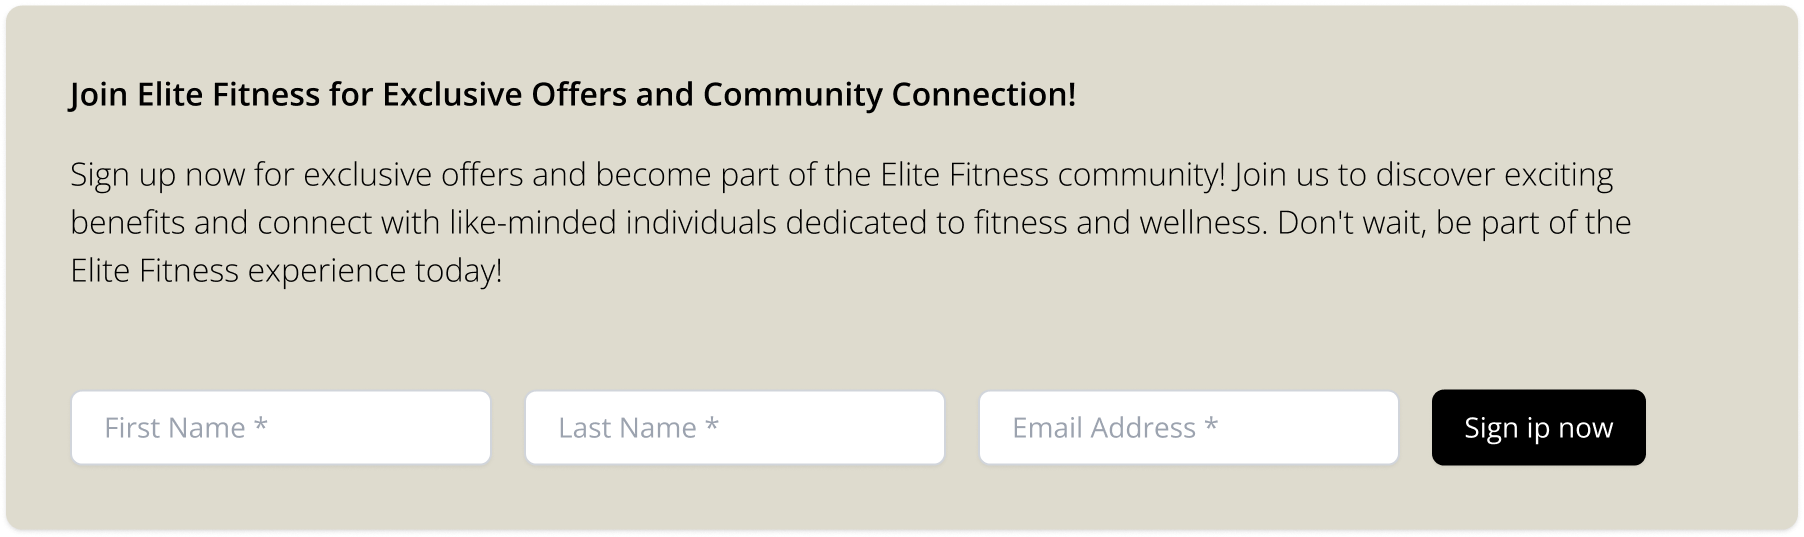 Join Elite Fitness for Exclusive Offers and Community Connection!
Sign up now for exclusive offers and become part of the Elite Fitness community! Join us to discover exciting
benefits and connect with like-minded individuals dedicated to fitness and wellness. Don't wait, be part of the
Elite Fitness experience today!
First Name * Last Name * Email Address * Sign ip now